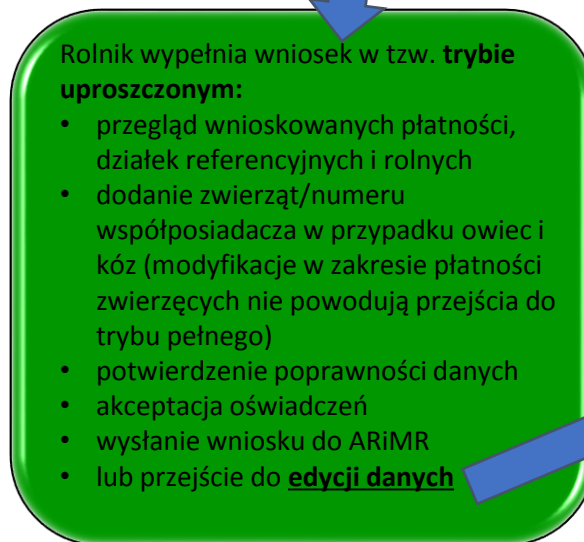 Rolnik wypełnia wniosek w tzw. trybie
uproszczonym:
• przegląd wnioskowanych płatności,
działek referencyjnych i rolnych
• dodanie zwierząt/numeru
współposiadacza w przypadku owiec i
kóz (modyfikacje w zakresie płatności
zwierzęcych nie powodują przejścia do
trybu pełnego)
• potwierdzenie poprawności danych
• akceptacja oświadczeń
• wysłanie wniosku do ARiMR
• lub przejście do edycji danych